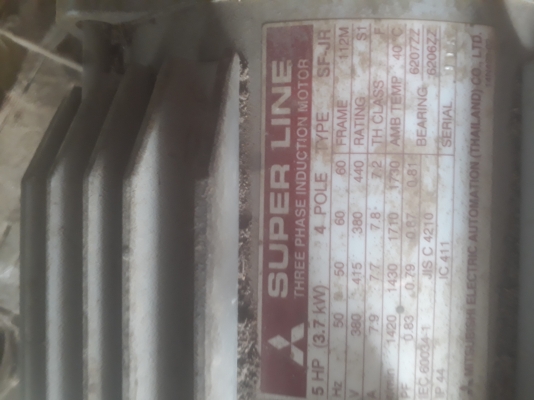 SUPER LINE
THREE PHASE INDUCTION MOTOR
5 HP (3.7 kW) 4 POLE TYPE SF-JR
Hz 50 50 60 60 FRAME 112M
V 380 415 380 440 RATING S1
A 7.9 7.7 7.8 7.2 TH CLASS F
1420 1430 1710 1730 AMB TEMP 40°C
PF 0.83 0.79 0.87 0.81 BEARING 6207ZZ
IEC 60034-1 JIS C 4210 6206ZZ
IP 44 IC 411 SERIAL
MITSUBISHI ELECTRIC AUTOMATION (THAILAND) CO., LTD.